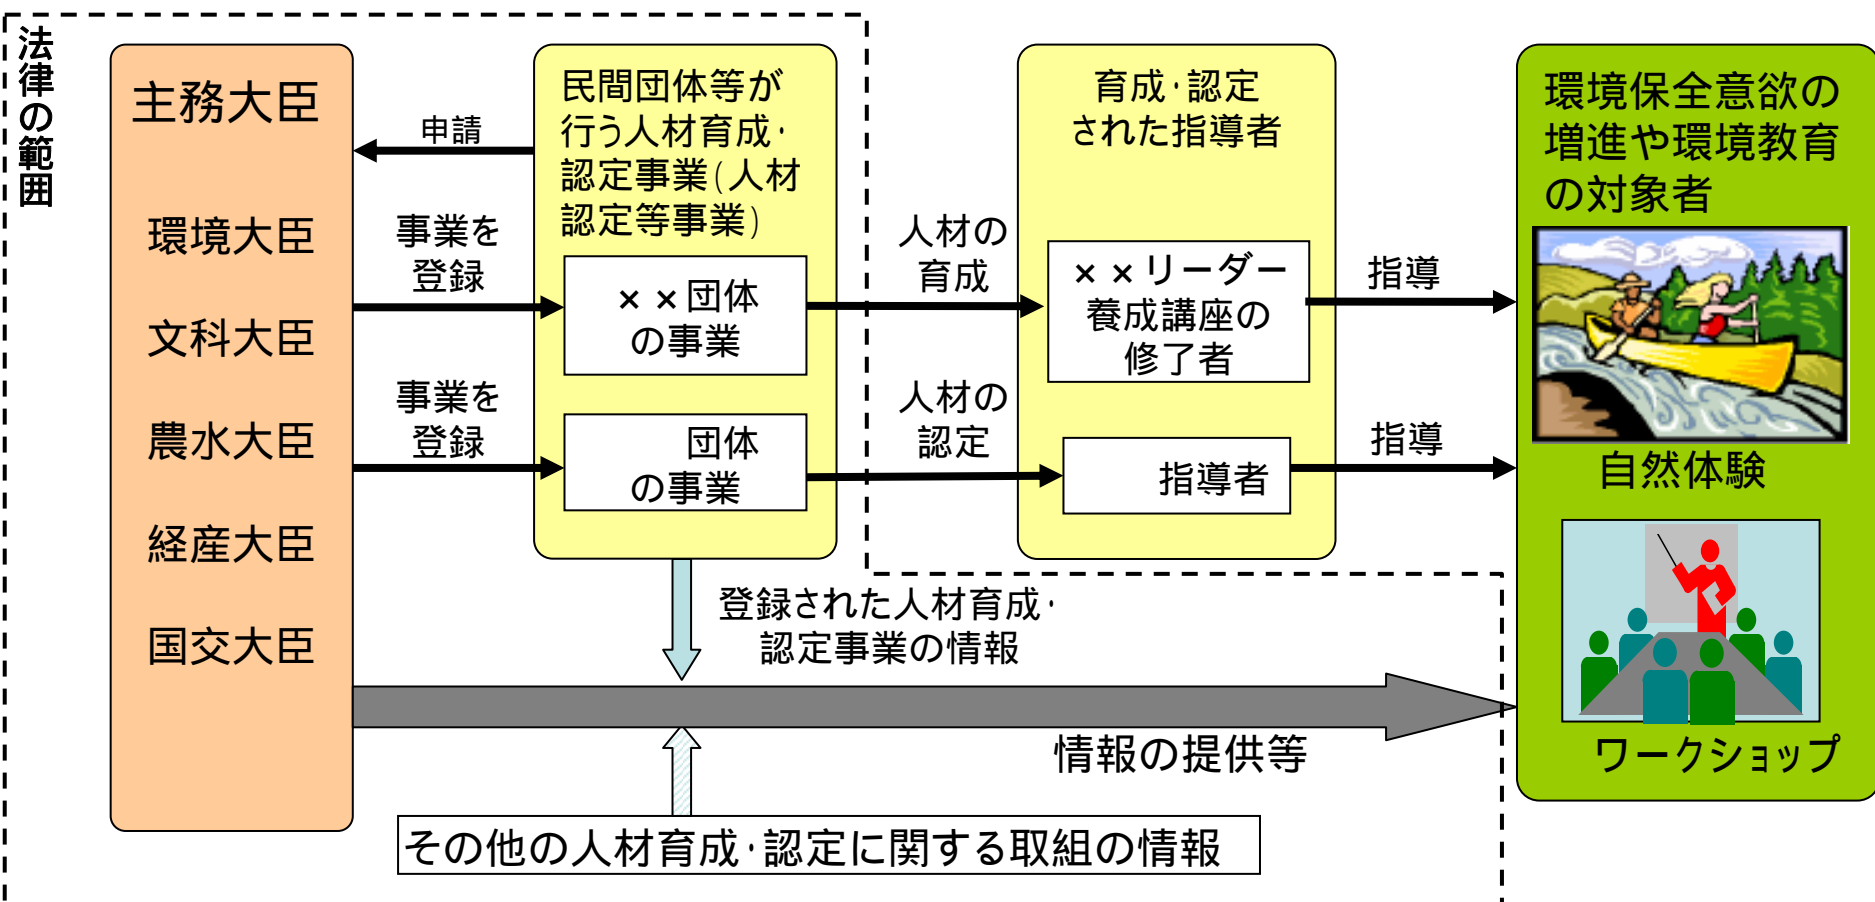 法律の範囲
主務大臣
環境大臣
文科大臣
農水大臣
経産大臣
国交大臣
申請
事業を
登録
事業を
登録
民間団体等が
行う人材育成・
認定事業(人材
認定等事業)
××団体
の事業
団体
の事業
人材の
育成
人材の
認定
育成・認定
された指導者
××リーダー
養成講座の
修了者
指導者
指導
指導
環境保全意欲の
増進や環境教育
の対象者
自然体験
ワークショップ
登録された人材育成・
認定事業の情報
情報の提供等
その他の人材育成・認定に関する取組の情報